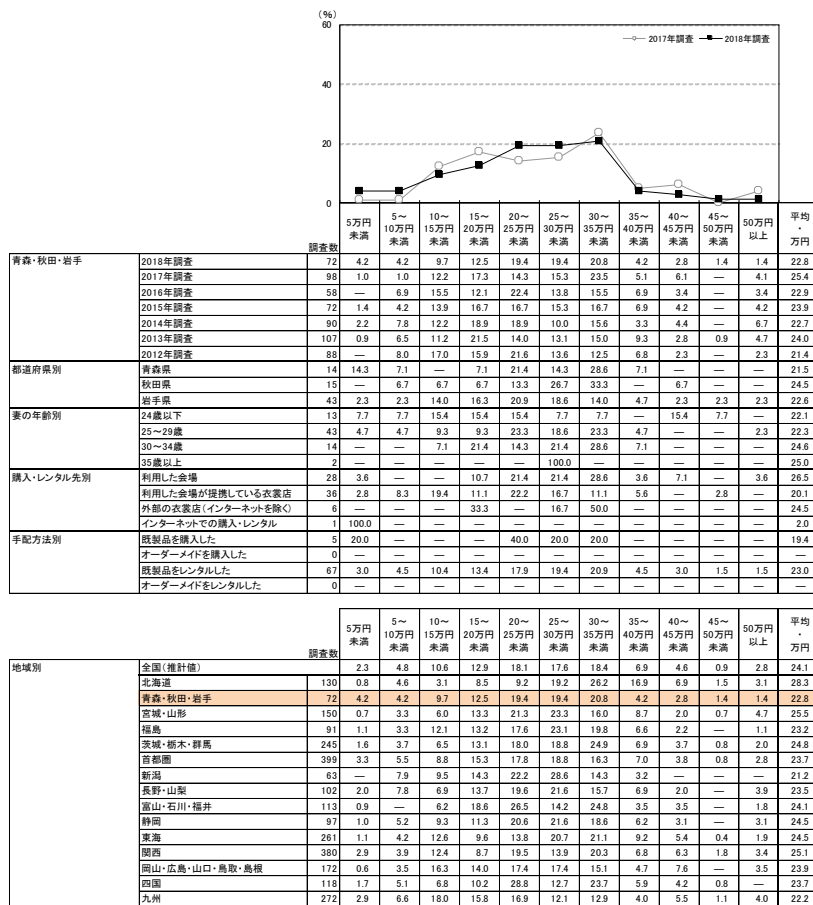 (%)
60
40
20
0
2017年調査 2018年調査
調査数 5万円未満 5～10万円未満 10～15万円未満 15～20万円未満 20～25万円未満 25～30万円未満 30～35万円未満 35～40万円未満 40～45万円未満 45～50万円未満 50万円以上 平均・万円
青森・秋田・岩手 2018年調査 72 4.2 4.2 9.7 12.5 19.4 19.4 20.8 4.2 2.8 1.4 1.4 22.8
2017年調査 98 1.0 1.0 12.2 17.3 14.3 15.3 23.5 5.1 6.1 — 4.1 25.4
2016年調査 58 — 6.9 15.5 12.1 22.4 13.8 15.5 6.9 3.4 — 3.4 22.9
2015年調査 72 1.4 4.2 13.9 16.7 16.7 15.3 16.7 6.9 4.2 — 4.2 23.9
2014年調査 90 2.2 7.8 12.2 18.9 18.9 10.0 15.6 3.3 4.4 — 6.7 22.7
2013年調査 107 0.9 6.5 11.2 21.5 14.0 13.1 15.0 9.3 2.8 0.9 4.7 24.0
2012年調査 88 — 8.0 17.0 15.9 21.6 13.6 12.5 6.8 2.3 — 2.3 21.4
都道府県別 青森県 14 14.3 7.1 — 7.1 21.4 14.3 28.6 7.1 — — — 21.5
秋田県 15 — 6.7 6.7 6.7 13.3 26.7 33.3 — 6.7 — — 24.5
岩手県 43 2.3 2.3 14.0 16.3 20.9 18.6 14.0 4.7 2.3 2.3 2.3 22.6
妻の年齢別 24歳以下 13 7.7 7.7 15.4 15.4 15.4 7.7 7.7 — 15.4 7.7 — 22.1
25～29歳 43 4.7 4.7 9.3 9.3 23.3 18.6 23.3 4.7 — — 2.3 22.3
30～34歳 14 — — 7.1 21.4 14.3 21.4 28.6 7.1 — — — 24.6
35歳以上 2 — — — — — 100.0 — — — — — 25.0
購入・レンタル先別 利用した会場 28 3.6 — — 10.7 21.4 21.4 28.6 3.6 7.1 — 3.6 26.5
利用した会場が提携している衣裳店 36 2.8 8.3 19.4 11.1 22.2 16.7 11.1 5.6 — 2.8 — 20.1
外部の衣裳店(インターネットを除く) 6 — — — 33.3 — 16.7 50.0 — — — — 24.5
インターネットでの購入・レンタル 1 100.0 — — — — — — — — — — 2.0
手配方法別 既製品を購入した 5 20.0 — — — 40.0 20.0 20.0 — — — — 19.4
オーダーメイドを購入した 0 — — — — — — — — — — — —
既製品をレンタルした 67 3.0 4.5 10.4 13.4 17.9 19.4 20.9 4.5 3.0 1.5 1.5 23.0
オーダーメイドをレンタルした 0 — — — — — — — — — — — —
調査数 5万円未満 5～10万円未満 10～15万円未満 15～20万円未満 20～25万円未満 25～30万円未満 30～35万円未満 35～40万円未満 40～45万円未満 45～50万円未満 50万円以上 平均・万円
地域別 全国(推計値) 2.3 4.8 10.6 12.9 18.1 17.6 18.4 6.9 4.6 0.9 2.8 24.1
北海道 130 0.8 4.6 3.1 8.5 9.2 19.2 26.2 16.9 6.9 1.5 3.1 28.3
青森・秋田・岩手 72 4.2 4.2 9.7 12.5 19.4 19.4 20.8 4.2 2.8 1.4 1.4 22.8
宮城・山形 150 0.7 3.3 6.0 13.3 21.3 23.3 16.0 8.7 2.0 0.7 4.7 25.5
福島 91 1.1 3.3 12.1 13.2 17.6 23.1 19.8 6.6 2.2 — 1.1 23.2
茨城・栃木・群馬 245 1.6 3.7 6.5 13.1 18.0 18.8 24.9 6.9 3.7 0.8 2.0 24.8
首都圏 399 3.3 5.5 8.8 15.3 17.8 18.8 16.3 7.0 3.8 0.8 2.8 23.7
新潟 63 — 7.9 9.5 14.3 22.2 28.6 14.3 3.2 — — — 21.2
長野・山梨 102 2.0 7.8 6.9 13.7 19.6 21.6 15.7 6.9 2.0 — 3.9 23.5
富山・石川・福井 113 0.9 — 6.2 18.6 26.5 14.2 24.8 3.5 3.5 — 1.8 24.1
静岡 97 1.0 5.2 9.3 11.3 20.6 21.6 18.6 6.2 3.1 — 3.1 24.5
東海 261 1.1 4.2 12.6 9.6 13.8 20.7 21.1 9.2 5.4 0.4 1.9 24.5
関西 380 2.9 3.9 12.4 8.7 19.5 13.9 20.3 6.8 6.3 1.8 3.4 25.1
岡山・広島・山口・鳥取・島根 172 0.6 3.5 16.3 14.0 17.4 17.4 15.1 4.7 7.6 — 3.5 23.9
四国 118 1.7 5.1 6.8 10.2 28.8 12.7 23.7 5.9 4.2 0.8 — 23.7
九州 272 2.9 6.6 18.0 15.8 16.9 12.1 12.9 4.0 5.5 1.1 4.0 22.2